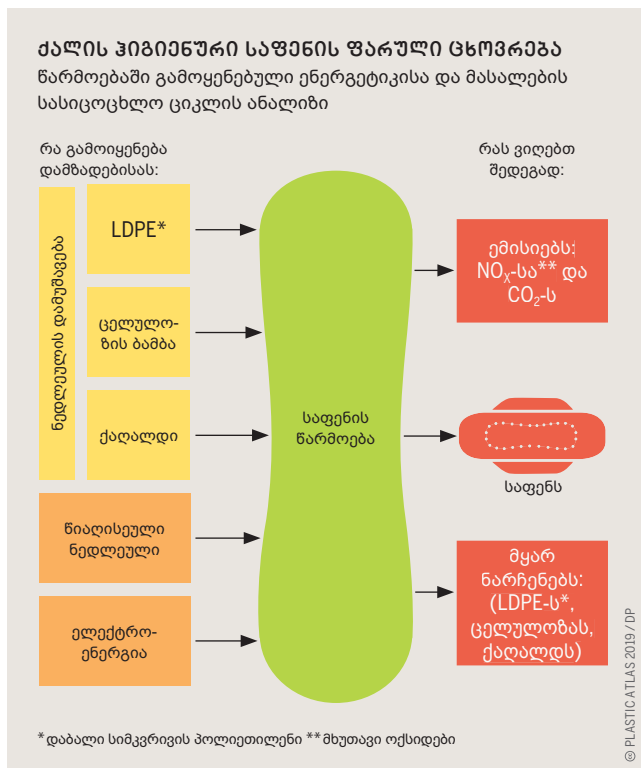 ქალის ჰიგიენური საფენის ფარული ცხოვრება
წარმოებაში გამოყენებული ენერგეტიკისა და მასალების
სასიცოცხლო ციკლის ანალიზი
რა გამოიყენება
დამზადებისას:
ნედლეულის დამუშავება
LDPE*
ცელულო-
ზის ბამბა
ქაღალდი
წიაღისეული
ნედლეული
ელექტრო-
ენერგია
საფენის
წარმოება
რას ვიღებთ
შედეგად:
ემისიებს:
NOₓ-სა** და
CO₂-ს
საფენს
მყარ
ნარჩენებს:
(LDPE-ს*,
ცელულოზას,
ქაღალდს)
*დაბალი სიმკვრივის პოლიეთილენი **მხუთავი ოქსიდები
PLASTIC ATLAS 2019 / DP